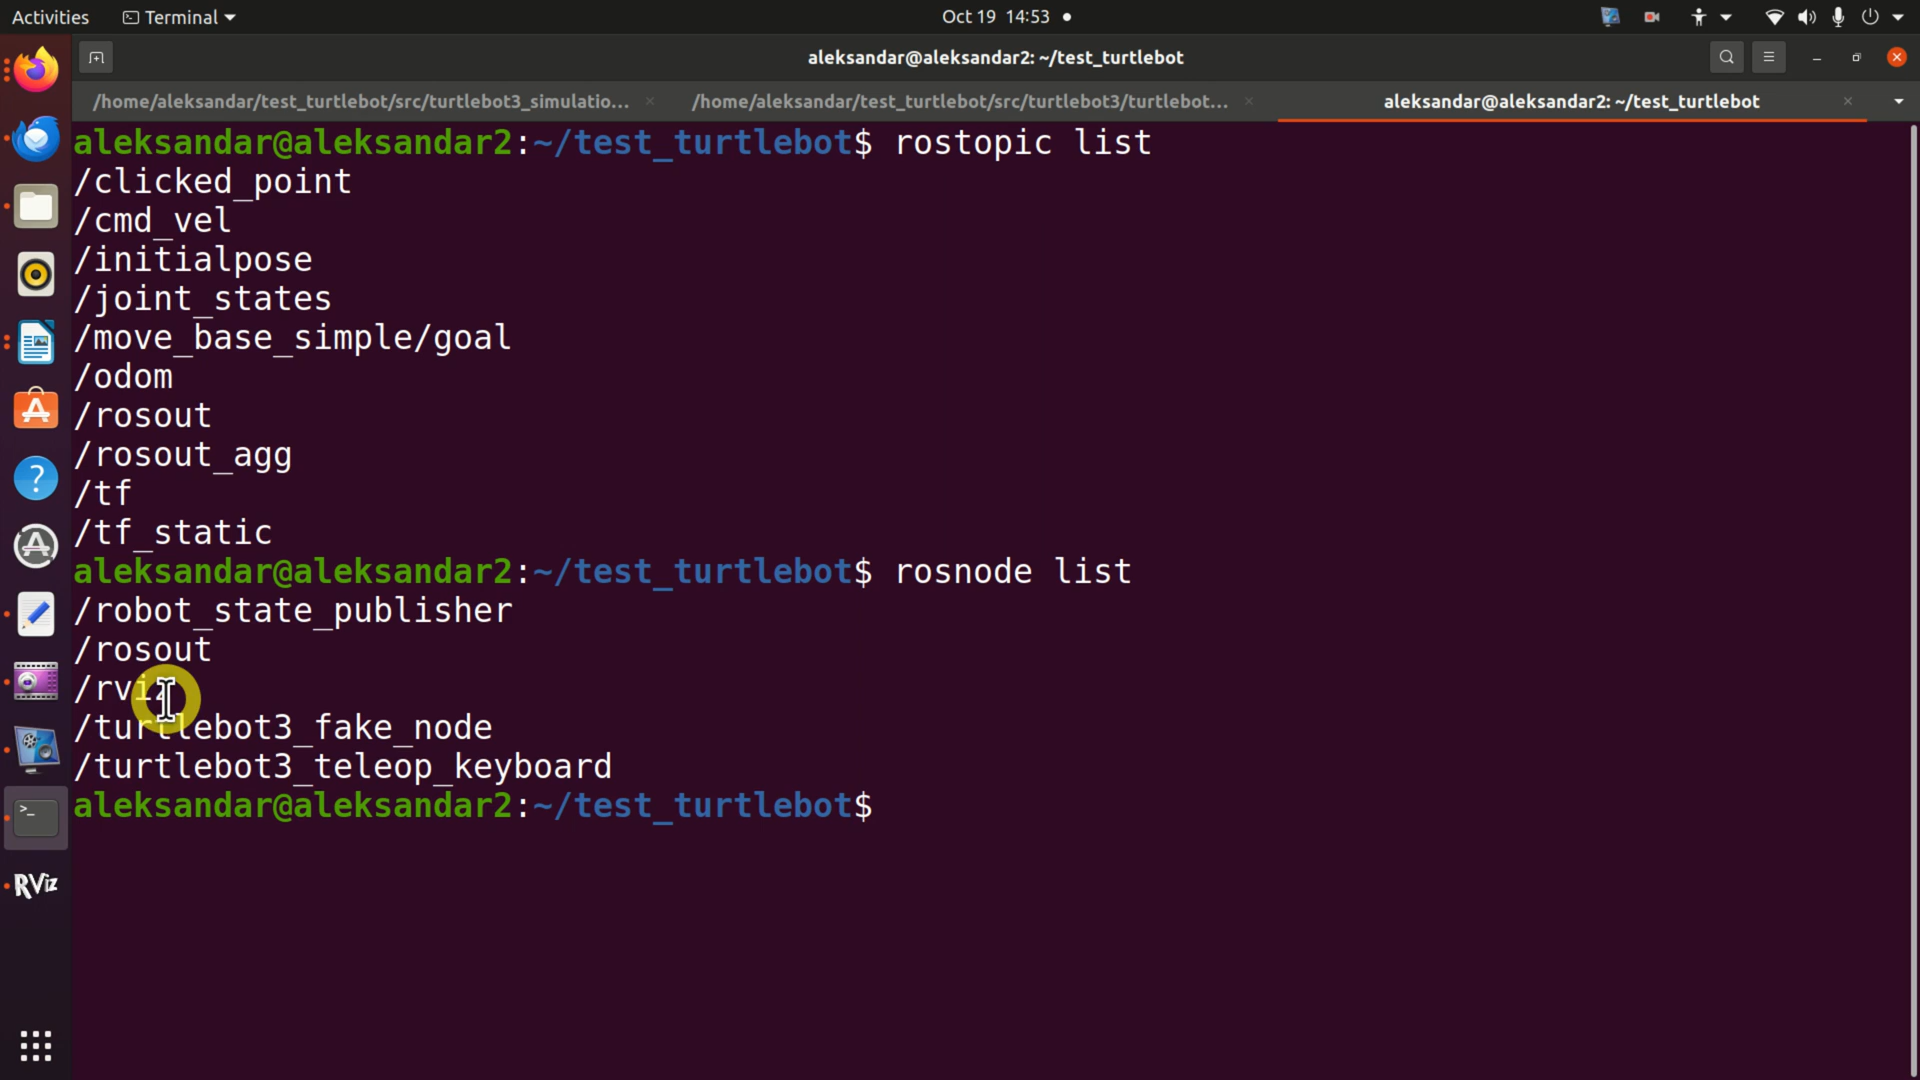 Activities Terminal Oct 19 14:53
aleksandar@aleksandar2: ~/test_turtlebot
/home/aleksandar/test_turtlebot/src/turtlebot3_simulatio... /home/aleksandar/test_turtlebot/src/turtlebot3/turtlebot... aleksandar@aleksandar2: ~/test_turtlebot
aleksandar@aleksandar2:~/test_turtlebot$ rostopic list
/clicked_point
/cmd_vel
/initialpose
/joint_states
/move_base_simple/goal
/odom
/rosout
/rosout_agg
/tf
/tf_static
aleksandar@aleksandar2:~/test_turtlebot$ rosnode list
/robot_state_publisher
/rosout
/rviz
/turtlebot3_fake_node
/turtlebot3_teleop_keyboard
aleksandar@aleksandar2:~/test_turtlebot$
RViz